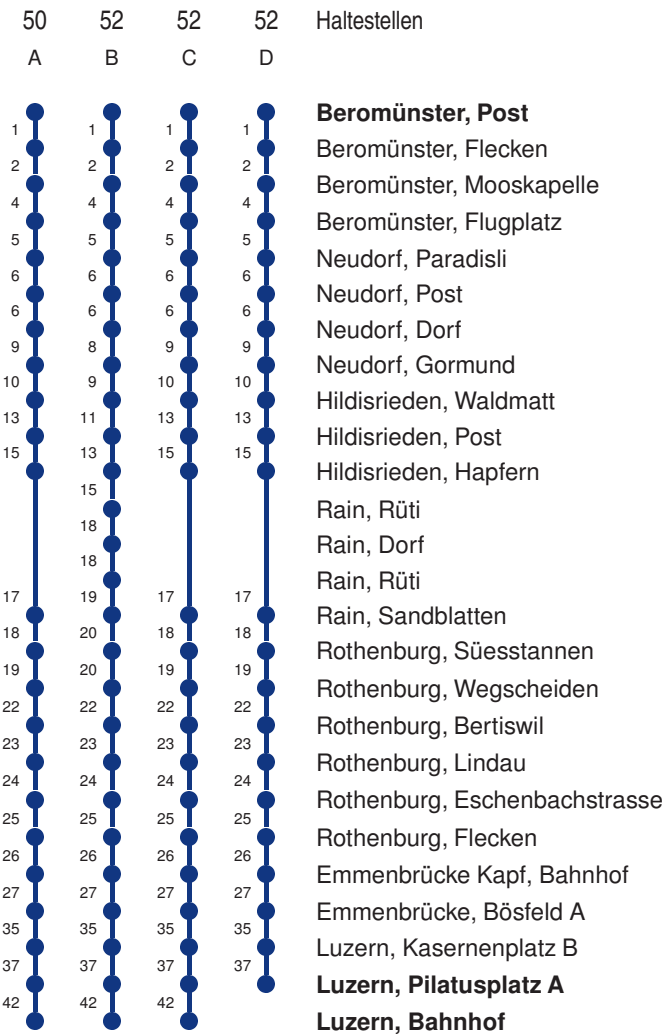 50 52 52 52 Haltestellen
A B C D
Beromünster, Post
1 1 1 1
Beromünster, Flecken
2 2 2 2
Beromünster, Mooskapelle
4 4 4 4
Beromünster, Flugplatz
5 5 5 5
Neudorf, Paradisli
6 6 6 6
Neudorf, Post
6 6 6 6
Neudorf, Dorf
9 8 9 9
Neudorf, Gormund
10 9 10 10
Hildisrieden, Waldmatt
13 11 13 13
Hildisrieden, Post
15 13 15 15
Hildisrieden, Hapfern
15
Rain, Rüti
18
Rain, Dorf
18
Rain, Rüti
17 19 17 17
Rain, Sandblatten
18 20 18 18
Rothenburg, Süesstannen
19 20 19 19
Rothenburg, Wegscheiden
22 22 22 22
Rothenburg, Bertiswil
23 23 23 23
Rothenburg, Lindau
24 24 24 24
Rothenburg, Eschenbachstrasse
25 25 25 25
Rothenburg, Flecken
26 26 26 26
Emmenbrücke Kapf, Bahnhof
27 27 27 27
Emmenbrücke, Bösfeld A
35 35 35 35
Luzern, Kasernenplatz B
37 37 37 37
Luzern, Pilatusplatz A
42 42 42
Luzern, Bahnhof